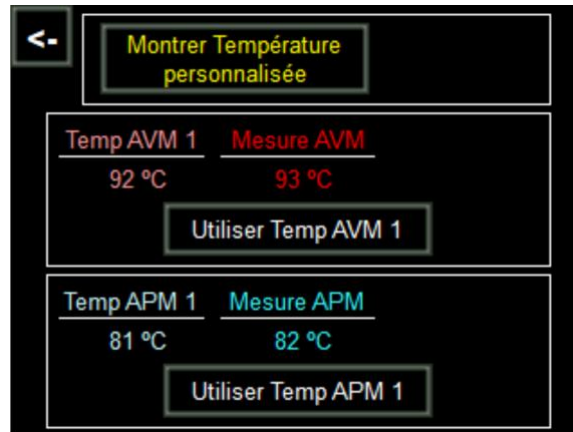 <-
Montrer Température
personnalisée
Temp AVM 1 Mesure AVM
92 ºC 93 ºC
Utiliser Temp AVM 1
Temp APM 1 Mesure APM
81 ºC 82 ºC
Utiliser Temp APM 1